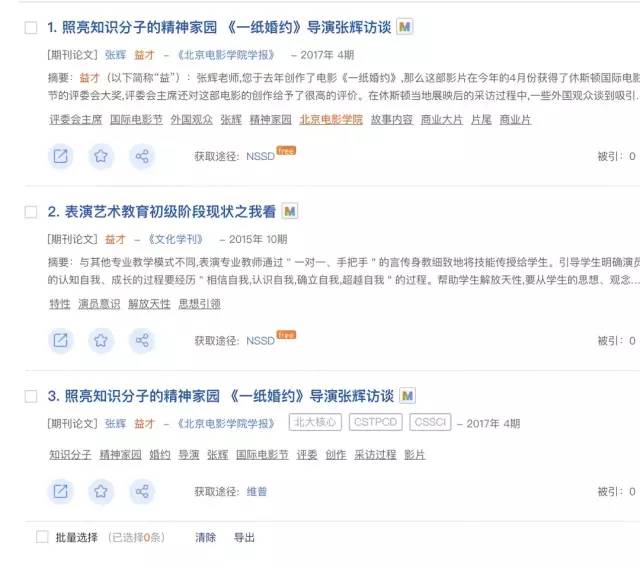 1. 照亮知识分子的精神家园 《一纸婚约》导演张辉访谈 M
[期刊论文] 张辉 益才 - 《北京电影学院学报》 - 2017年 4期
摘要：益才（以下简称“益”）：张辉老师,您于去年创作了电影《一纸婚约》,那么这部影片在今年的4月份获得了休斯顿国际电影
节的评委会大奖,评委会主席还对这部电影的创作给予了很高的评价。在休斯顿当地展映后的采访过程中,一些外国观众谈到吸引...
评委会主席 国际电影节 外国观众 张辉 精神家园 北京电影学院 故事内容 商业大片 片尾 商业片
获取途径： NSSD free 被引： 0
2. 表演艺术教育初级阶段现状之我看 M
[期刊论文] 益才 - 《文化学刊》 - 2015年 10期
摘要：与其他专业教学模式不同,表演专业教师通过＂一对一、手把手＂的言传身教细致地将技能传授给学生。引导学生明确演员
的认知自我、成长的过程要经历＂相信自我,认识自我,确立自我,超越自我＂的过程。帮助学生解放天性,要从学生的思想、观念...
特性 演员意识 解放天性 思想引领
获取途径： NSSD free 被引： 0
3. 照亮知识分子的精神家园 《一纸婚约》导演张辉访谈 M
[期刊论文] 张辉 益才 - 《北京电影学院学报》 北大核心 CSTPCD CSSCI - 2017年 4期
知识分子 精神家园 婚约 导演 张辉 国际电影节 评委 创作 采访过程 影片
获取途径： 维普 被引： 0
批量选择 (已选择0条) 清除 导出